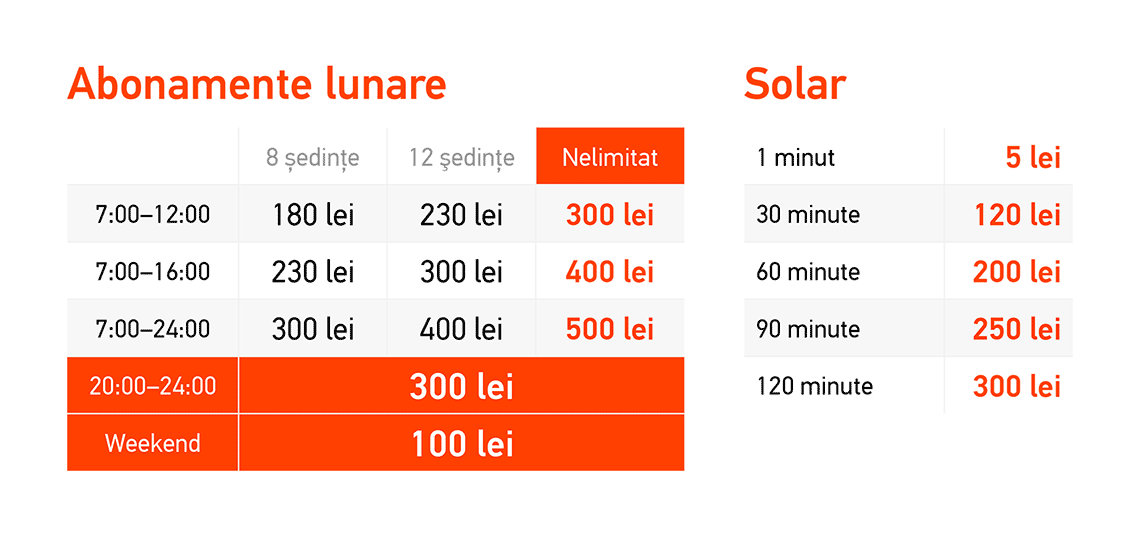 Abonamente lunare
8 ședințe 12 şedinţe Nelimitat
7:00–12:00 180 lei 230 lei 300 lei
7:00–16:00 230 lei 300 lei 400 lei
7:00–24:00 300 lei 400 lei 500 lei
20:00–24:00 300 lei
Weekend 100 lei
Solar
1 minut 5 lei
30 minute 120 lei
60 minute 200 lei
90 minute 250 lei
120 minute 300 lei